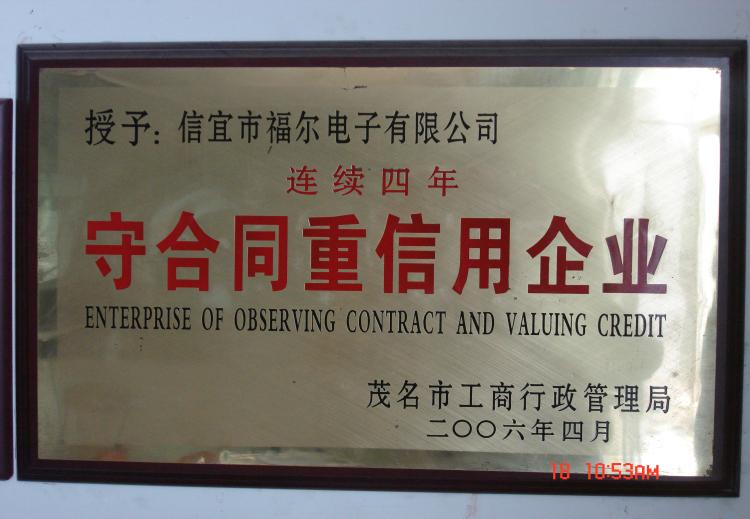 授予：信宜市福尔电子有限公司
连续四年
守合同重信用企业
ENTERPRISE OF OBSERVING CONTRACT AND VALUING CREDIT
茂名市工商行政管理局
二〇〇六年四月
18 10:53AM